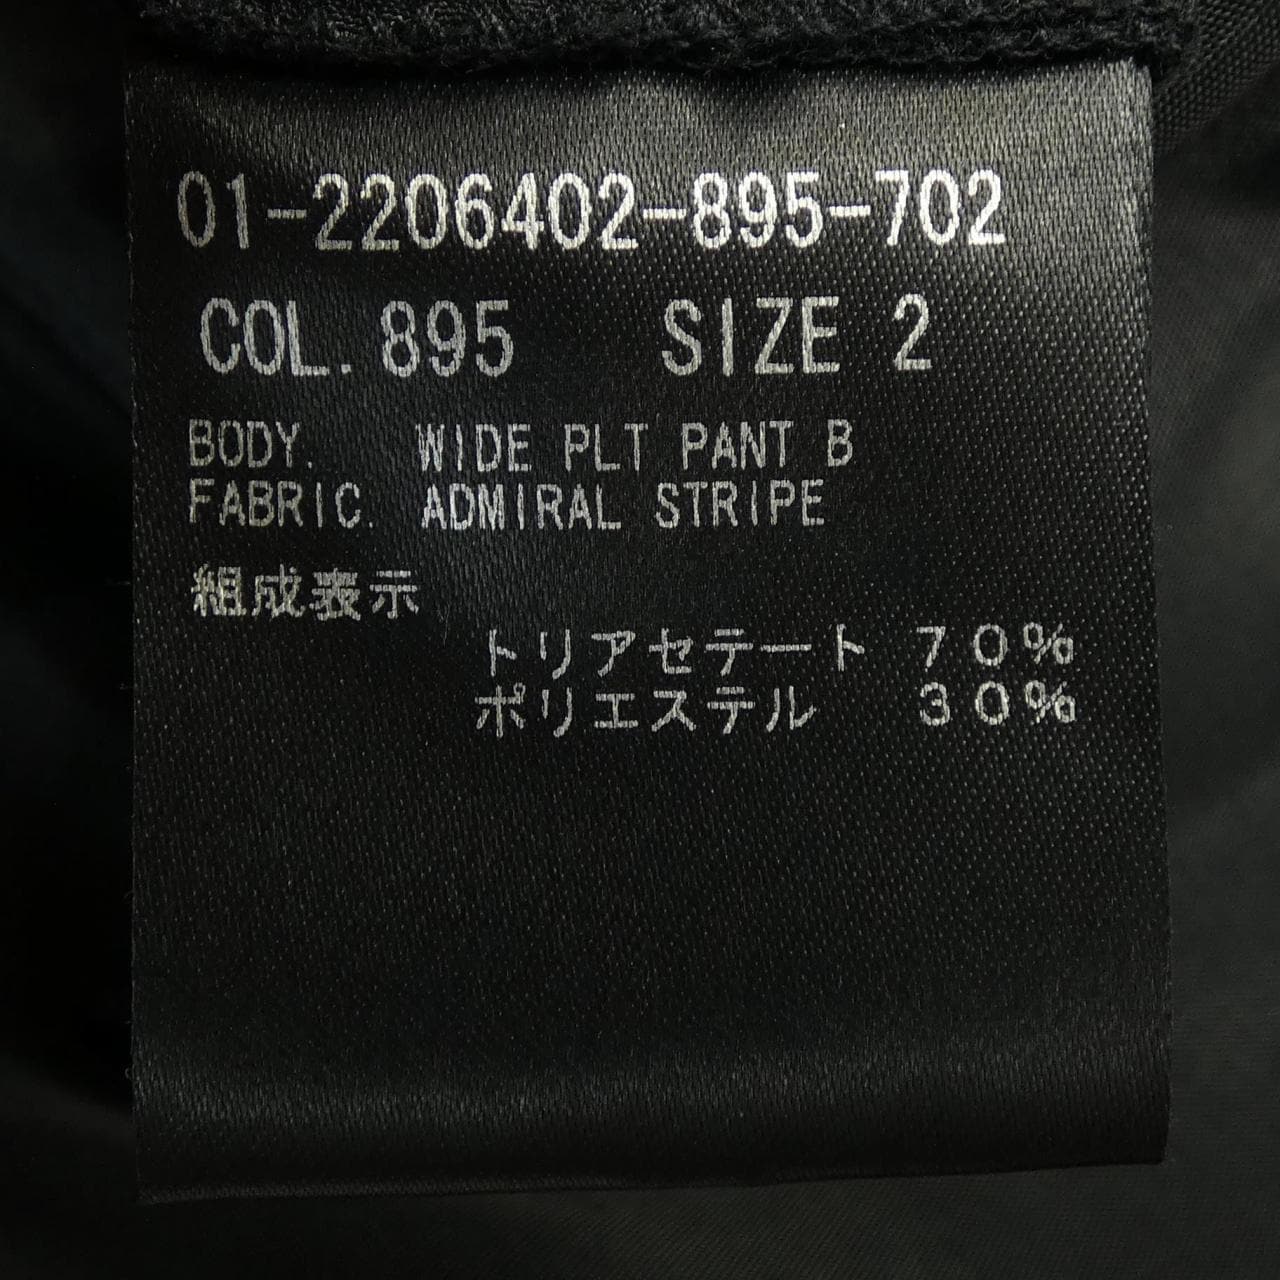 01-2206402-895-702
COL. 895 SIZE 2
BODY. WIDE PLT PANT B
FABRIC. ADMIRAL STRIPE
組成表示
トリアセテート 70%
ポリエステル 30%